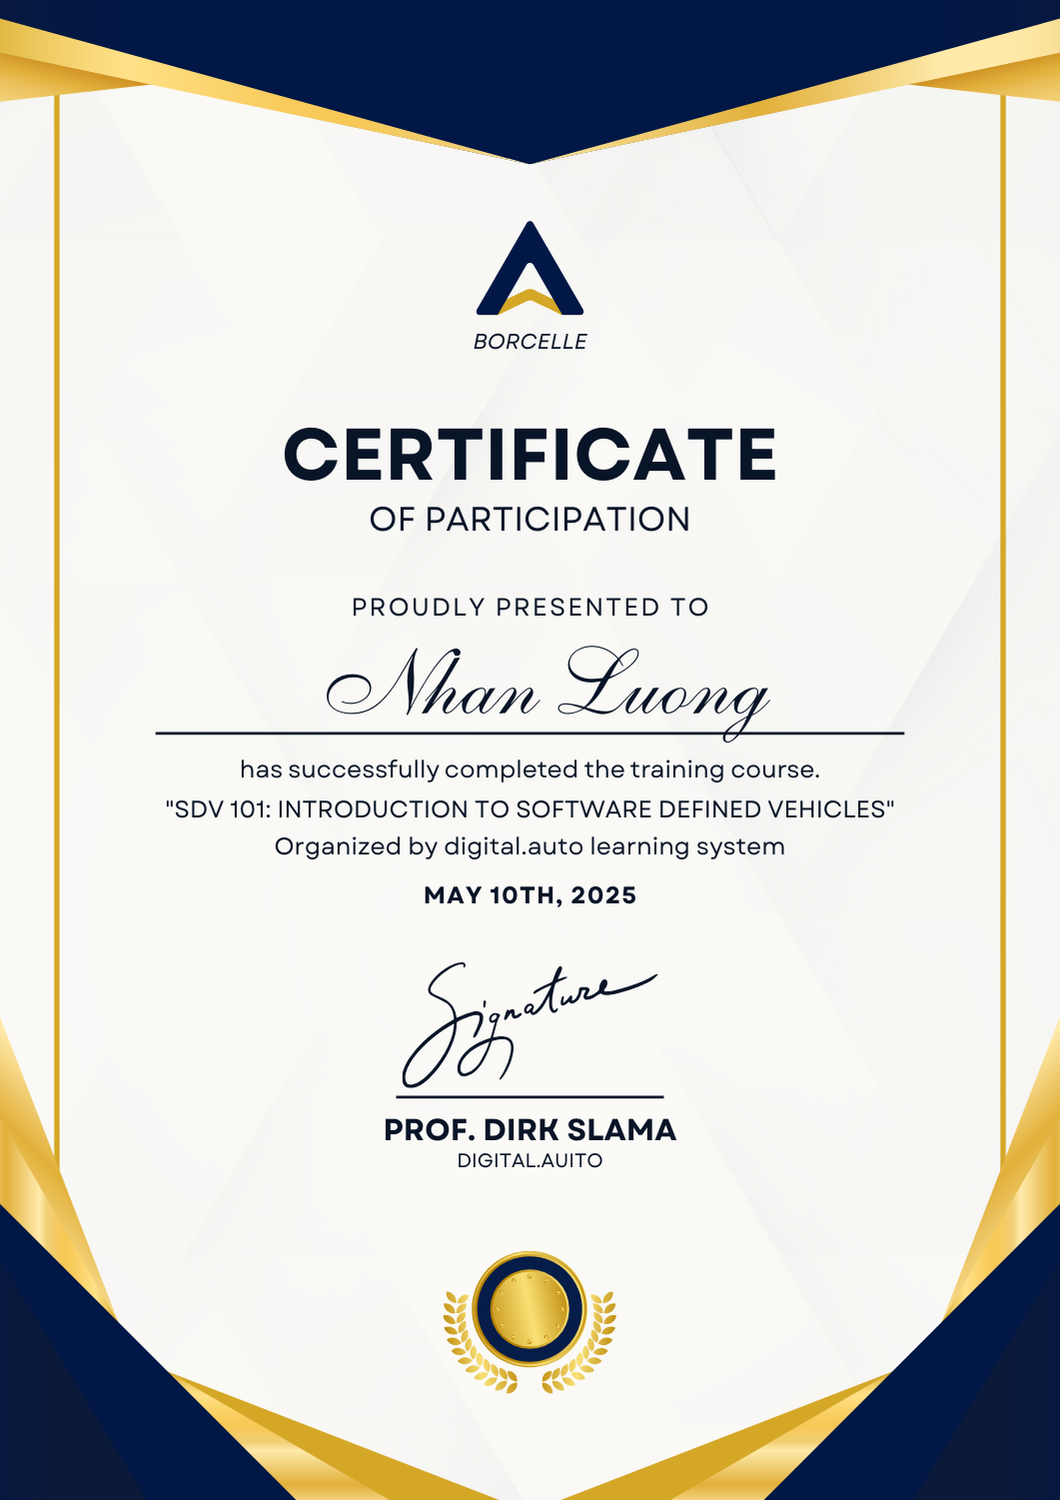 BORCELLE
CERTIFICATE
OF PARTICIPATION
PROUDLY PRESENTED TO
Nhan Luong
has successfully completed the training course.
"SDV 101: INTRODUCTION TO SOFTWARE DEFINED VEHICLES"
Organized by digital.auto learning system
MAY 10TH, 2025
Signature
PROF. DIRK SLAMA
DIGITAL.AUITO